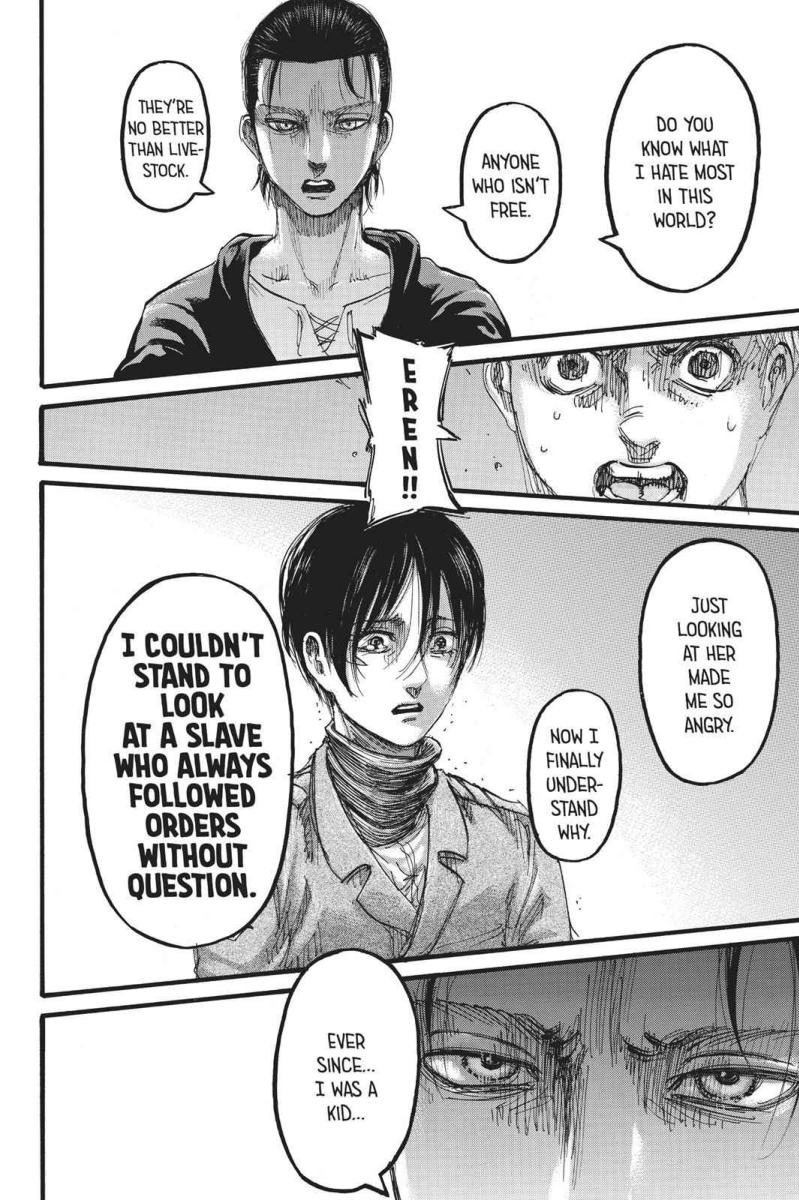 DO YOU
KNOW WHAT
I HATE MOST
IN THIS
WORLD?
ANYONE
WHO ISN'T
FREE.
THEY'RE
NO BETTER
THAN LIVE-
STOCK.
EREN!!
JUST
LOOKING
AT HER
MADE
ME SO
ANGRY.
NOW I
FINALLY
UNDER-
STAND
WHY.
I COULDN'T
STAND TO
LOOK
AT A SLAVE
WHO ALWAYS
FOLLOWED
ORDERS
WITHOUT
QUESTION.
EVER
SINCE...
I WAS A
KID...